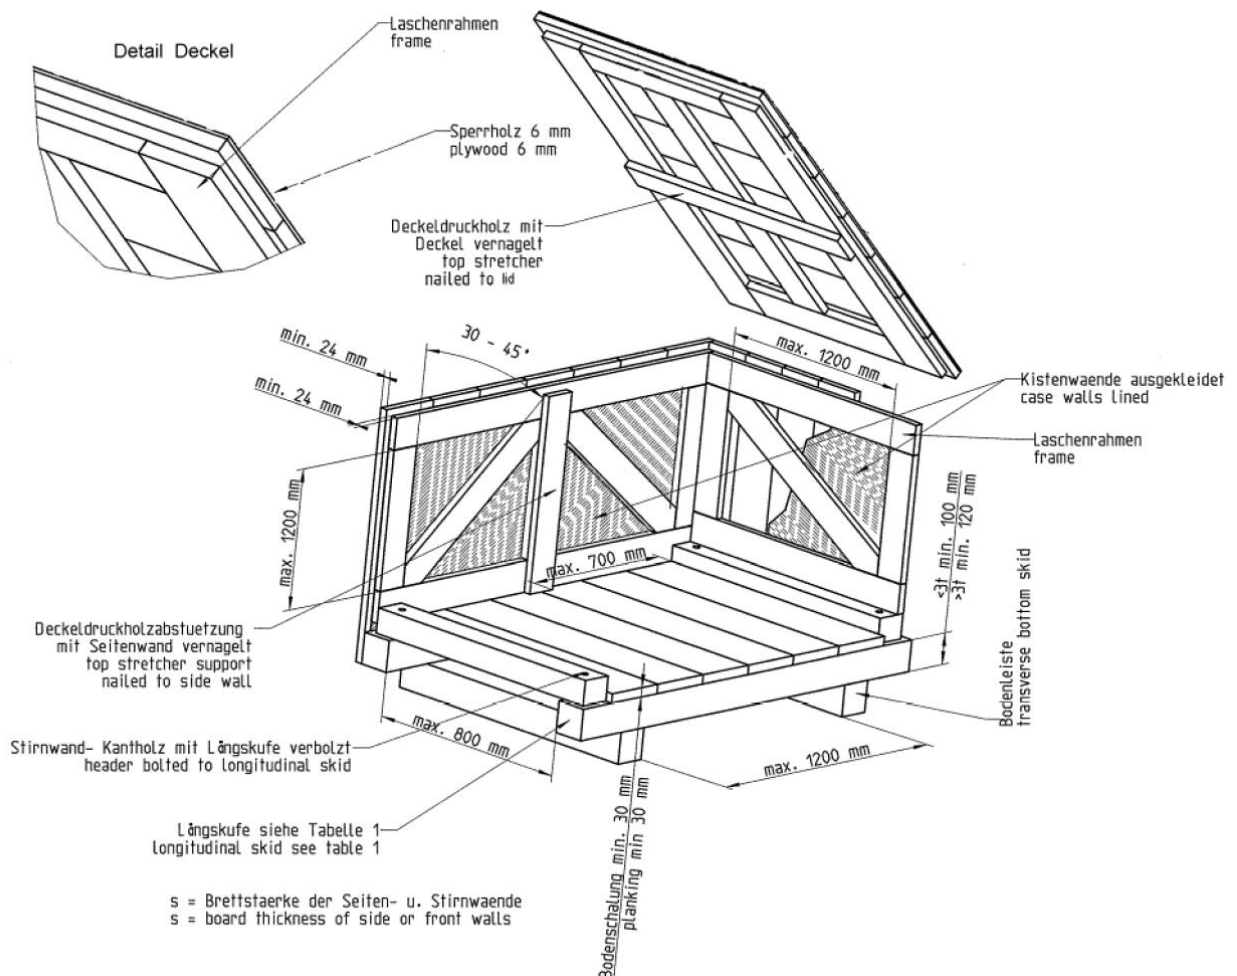 Detail Deckel
Laschenrahmen
frame
Sperrholz 6 mm
plywood 6 mm
Deckeldruckholz mit
Deckel vernagelt
top stretcher
nailed to lid
30 - 45°
min. 24 mm
min. 24 mm
max. 1200 mm
Kistenwaende ausgekleidet
case walls lined
Laschenrahmen
frame
max. 1200 mm
max. 700 mm
<3t min. 100 mm
>3t min. 120 mm
Deckeldruckholzabstuetzung
mit Seitenwand vernagelt
top stretcher support
nailed to side wall
Bodenleiste
transverse bottom skid
Stirnwand- Kantholz mit Längskufe verbolzt
header bolted to longitudinal skid
max. 800 mm
max. 1200 mm
Längskufe siehe Tabelle 1
longitudinal skid see table 1
Bodenschalung min. 30 mm
planking min 30 mm
s = Brettstaerke der Seiten- u. Stirnwaende
s = board thickness of side or front walls